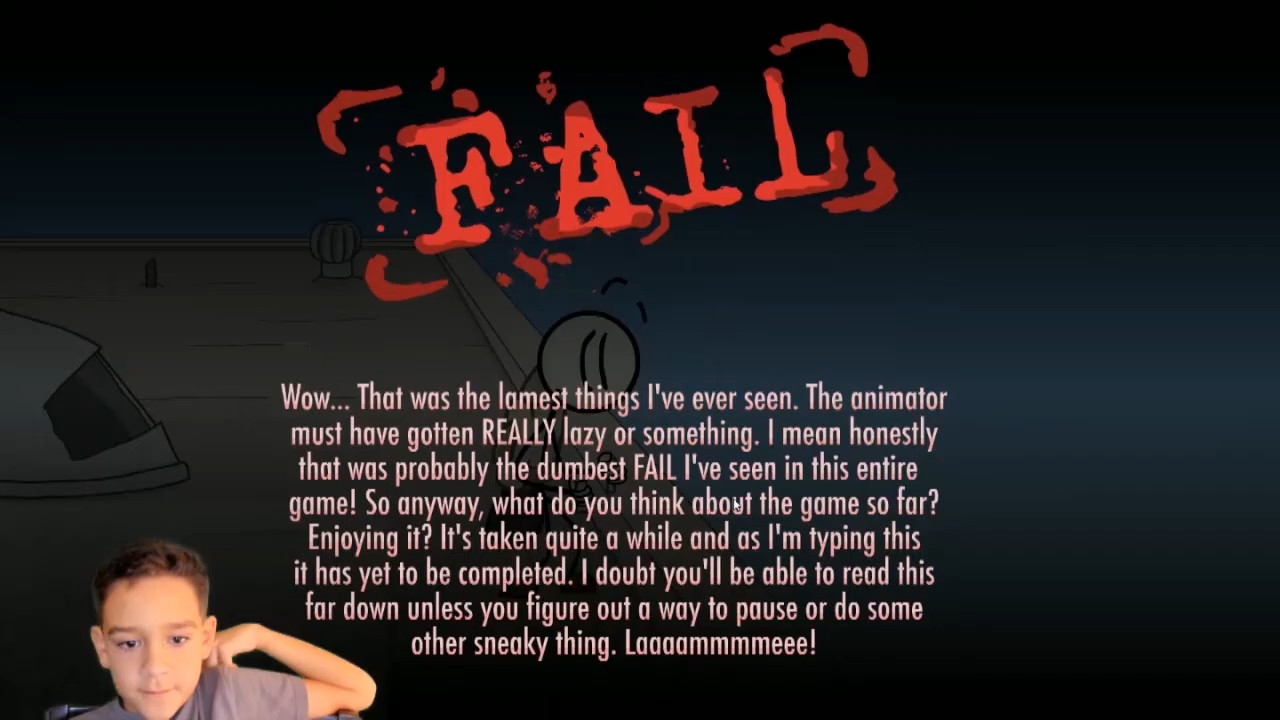 FAIL
Wow... That was the lamest things I've ever seen. The animator
must have gotten REALLY lazy or something. I mean honestly
that was probably the dumbest FAIL I've seen in this entire
game! So anyway, what do you think about the game so far?
Enjoying it? It's taken quite a while and as I'm typing this
it has yet to be completed. I doubt you'll be able to read this
far down unless you figure out a way to pause or do some
other sneaky thing. Laaaammmmeee!